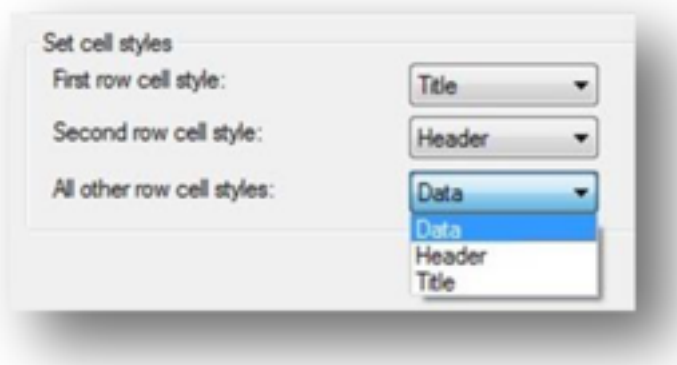 Set cell styles
First row cell style: Title
Second row cell style: Header
All other row cell styles: Data
Data
Header
Title